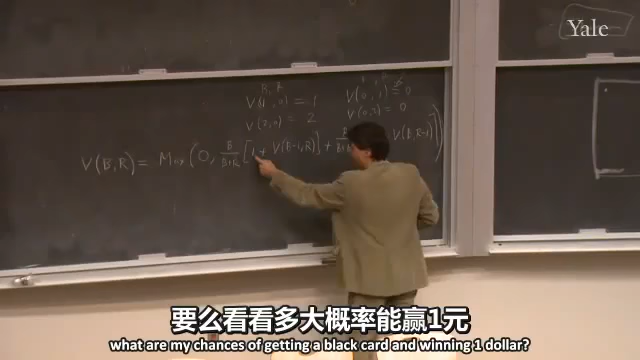 Yale
B, R
V(1,0) = 1
V(2,0) = 2
V(0,1) = 0
V(0,2) = 0
V(B,R) = Max(0, B/B+R [1 + V(B-1,R)] + V(B,R-1)])
要么看看多大概率能赢1元
what are my chances of getting a black card and winning 1 dollar?